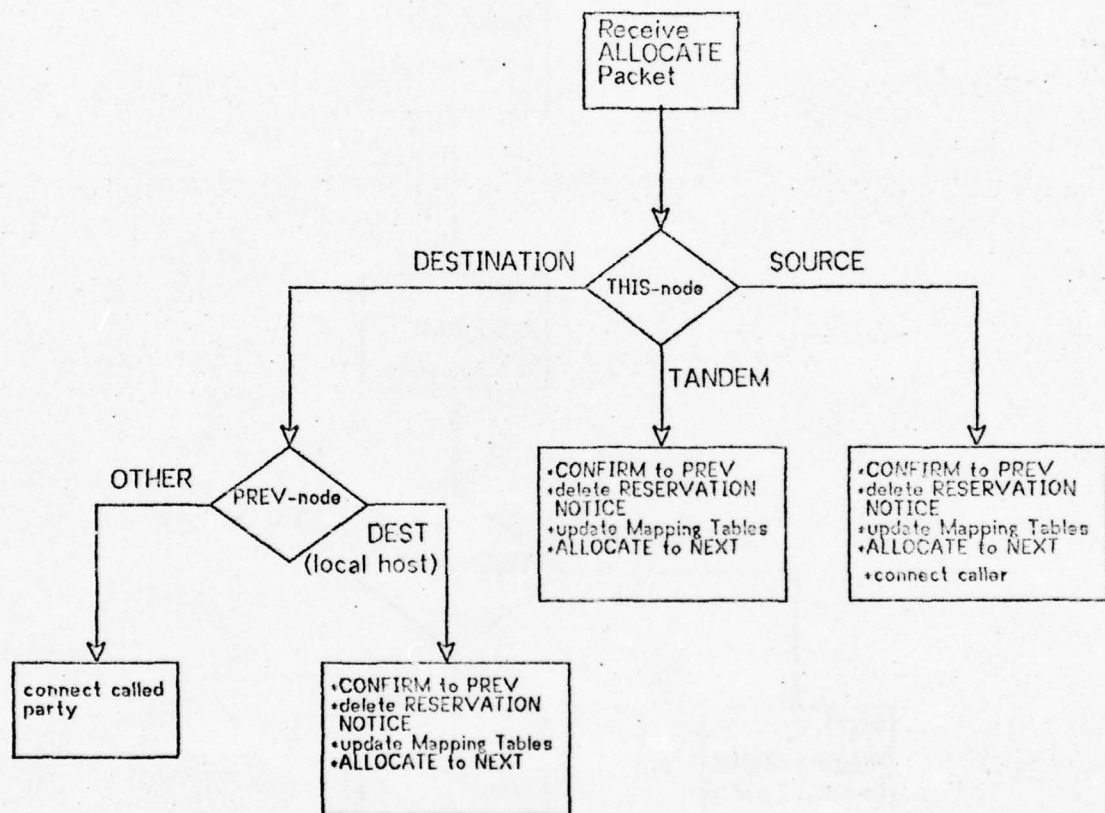 Receive
ALLOCATE
Packet
DESTINATION
SOURCE
THIS-node
TANDEM
OTHER
PREV-node
DEST
(local host)
+CONFIRM to PREV
+delete RESERVATION
NOTICE
+update Mapping Tables
+ALLOCATE to NEXT
+CONFIRM to PREV
+delete RESERVATION
NOTICE
+update Mapping Tables
+ALLOCATE to NEXT
+connect caller
connect called
party
+CONFIRM to PREV
+delete RESERVATION
NOTICE
+update Mapping Tables
+ALLOCATE to NEXT